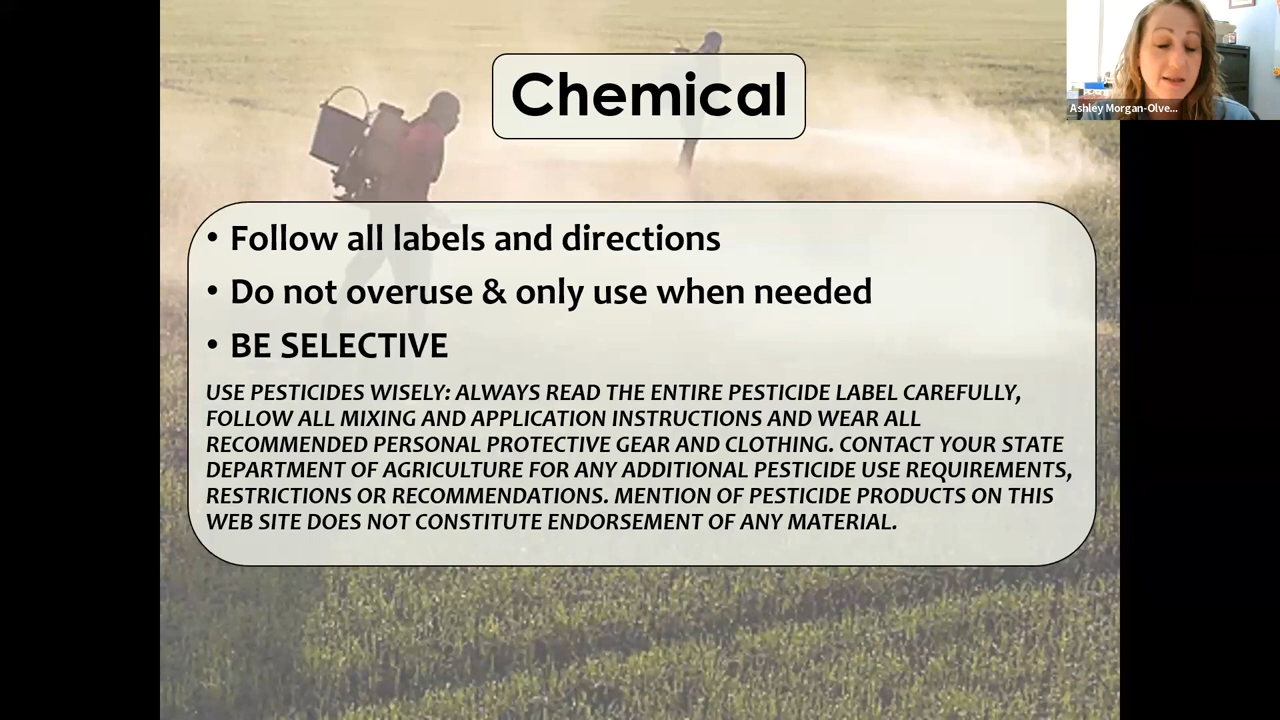 Chemical
Ashley Morgan-Olve...
• Follow all labels and directions
• Do not overuse & only use when needed
• BE SELECTIVE
USE PESTICIDES WISELY: ALWAYS READ THE ENTIRE PESTICIDE LABEL CAREFULLY,
FOLLOW ALL MIXING AND APPLICATION INSTRUCTIONS AND WEAR ALL
RECOMMENDED PERSONAL PROTECTIVE GEAR AND CLOTHING. CONTACT YOUR STATE
DEPARTMENT OF AGRICULTURE FOR ANY ADDITIONAL PESTICIDE USE REQUIREMENTS,
RESTRICTIONS OR RECOMMENDATIONS. MENTION OF PESTICIDE PRODUCTS ON THIS
WEB SITE DOES NOT CONSTITUTE ENDORSEMENT OF ANY MATERIAL.